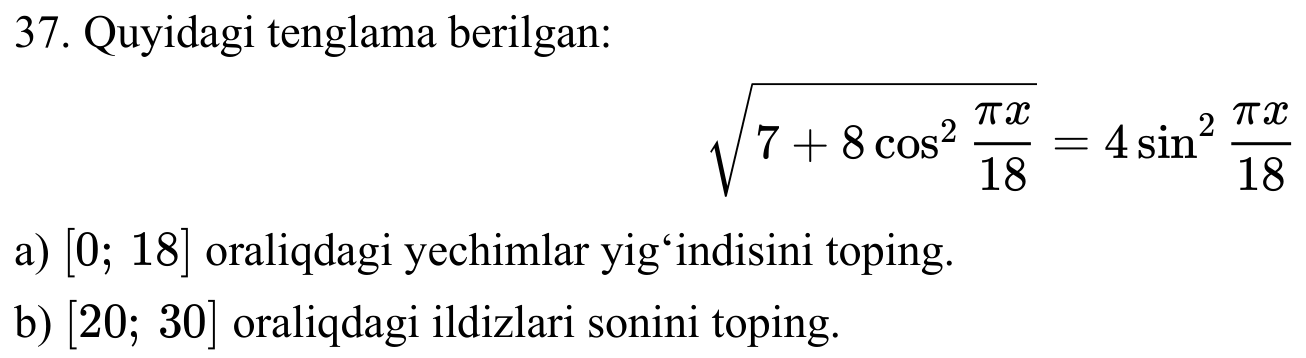 37. Quyidagi tenglama berilgan:
√(7 + 8 cos² πx/18) = 4 sin² πx/18
a) [0; 18] oraliqdagi yechimlar yig‘indisini toping.
b) [20; 30] oraliqdagi ildizlari sonini toping.